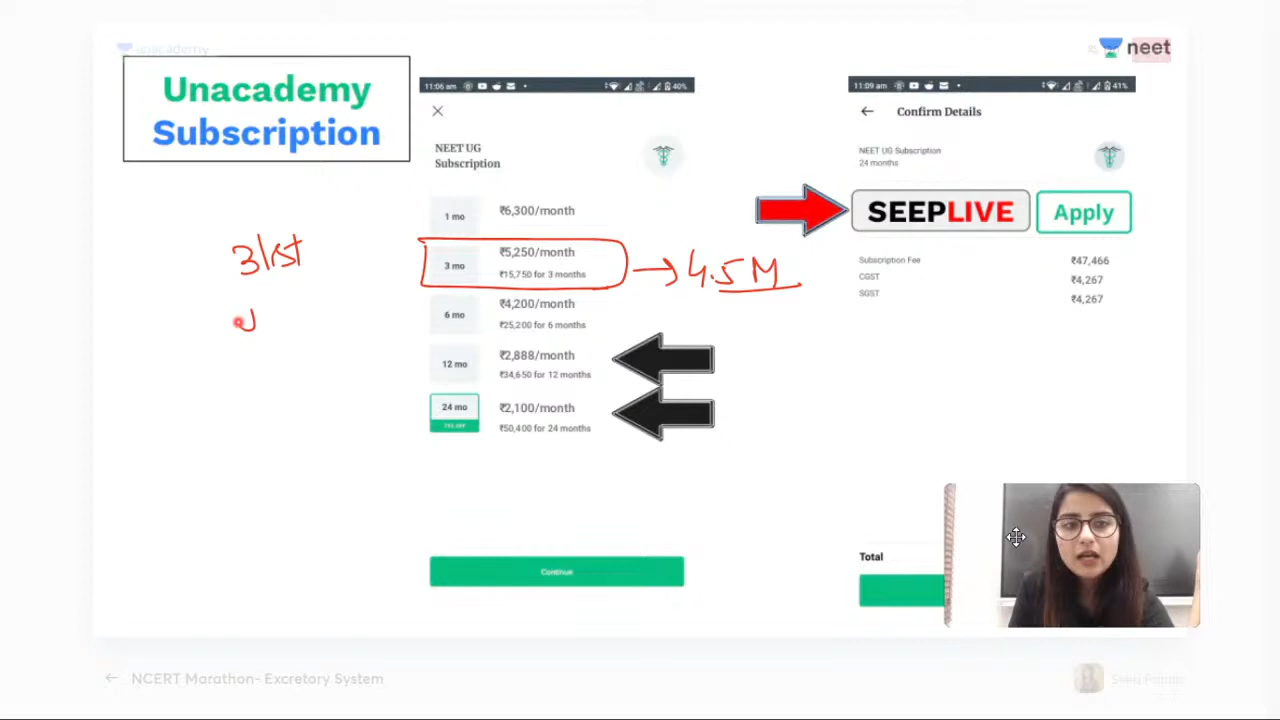 unacademy
neet
Unacademy
Subscription
11:06 am
40%
NEET UG
Subscription
1 mo
₹6,300/month
3 mo
₹5,250/month
₹15,750 for 3 months
6 mo
₹4,200/month
₹25,200 for 6 months
12 mo
₹2,888/month
₹34,650 for 12 months
24 mo
₹2,100/month
₹50,400 for 24 months
Continue
31st
4.5 M
11:09 am
41%
Confirm Details
NEET UG Subscription
24 months
SEEPLIVE
Apply
Subscription Fee ₹47,466
CGST ₹4,267
SGST ₹4,267
Total
NCERT Marathon- Excretory System